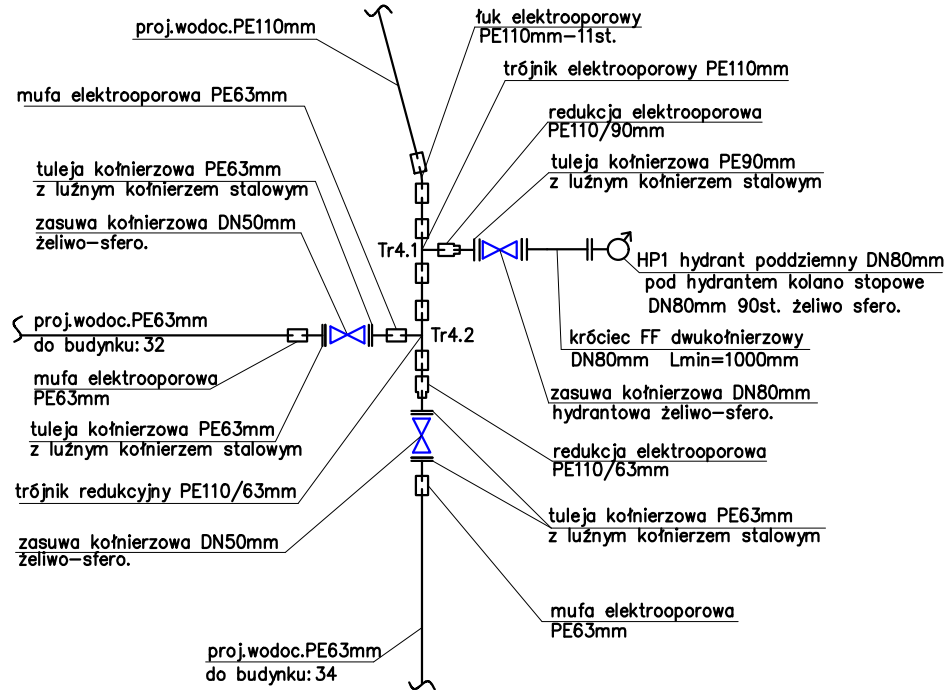 proj.wodoc.PE110mm
łuk elektrooporowy
PE110mm-11st.
trójnik elektrooporowy PE110mm
mufa elektrooporowa PE63mm
redukcja elektrooporowa
PE110/90mm
tuleja kołnierzowa PE63mm
z luźnym kołnierzem stalowym
tuleja kołnierzowa PE90mm
z luźnym kołnierzem stalowym
zasuwa kołnierzowa DN50mm
żeliwo-sfero.
Tr4.1
HP1 hydrant poddziemny DN80mm
pod hydrantem kolano stopowe
DN80mm 90st. żeliwo sfero.
proj.wodoc.PE63mm
do budynku: 32
Tr4.2
króciec FF dwukołnierzowy
DN80mm Lmin=1000mm
mufa elektrooporowa
PE63mm
zasuwa kołnierzowa DN80mm
hydrantowa żeliwo-sfero.
tuleja kołnierzowa PE63mm
z luźnym kołnierzem stalowym
redukcja elektrooporowa
PE110/63mm
trójnik redukcyjny PE110/63mm
tuleja kołnierzowa PE63mm
z luźnym kołnierzem stalowym
zasuwa kołnierzowa DN50mm
żeliwo-sfero.
mufa elektrooporowa
PE63mm
proj.wodoc.PE63mm
do budynku: 34